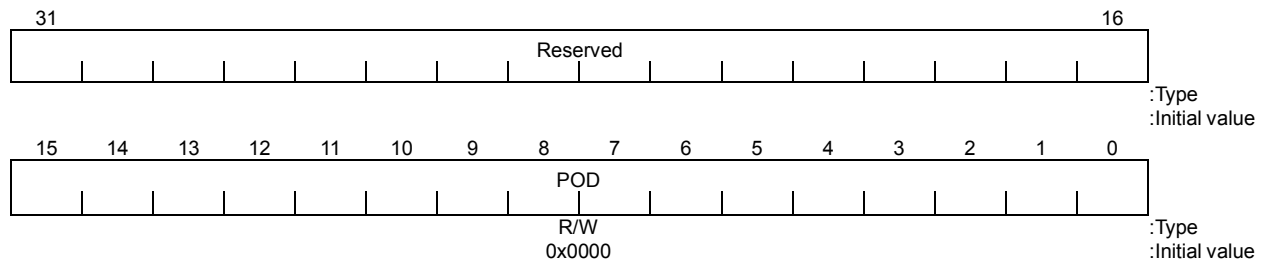 31 16
Reserved
:Type
:Initial value
15 14 13 12 11 10 9 8 7 6 5 4 3 2 1 0
POD
R/W :Type
0x0000 :Initial value